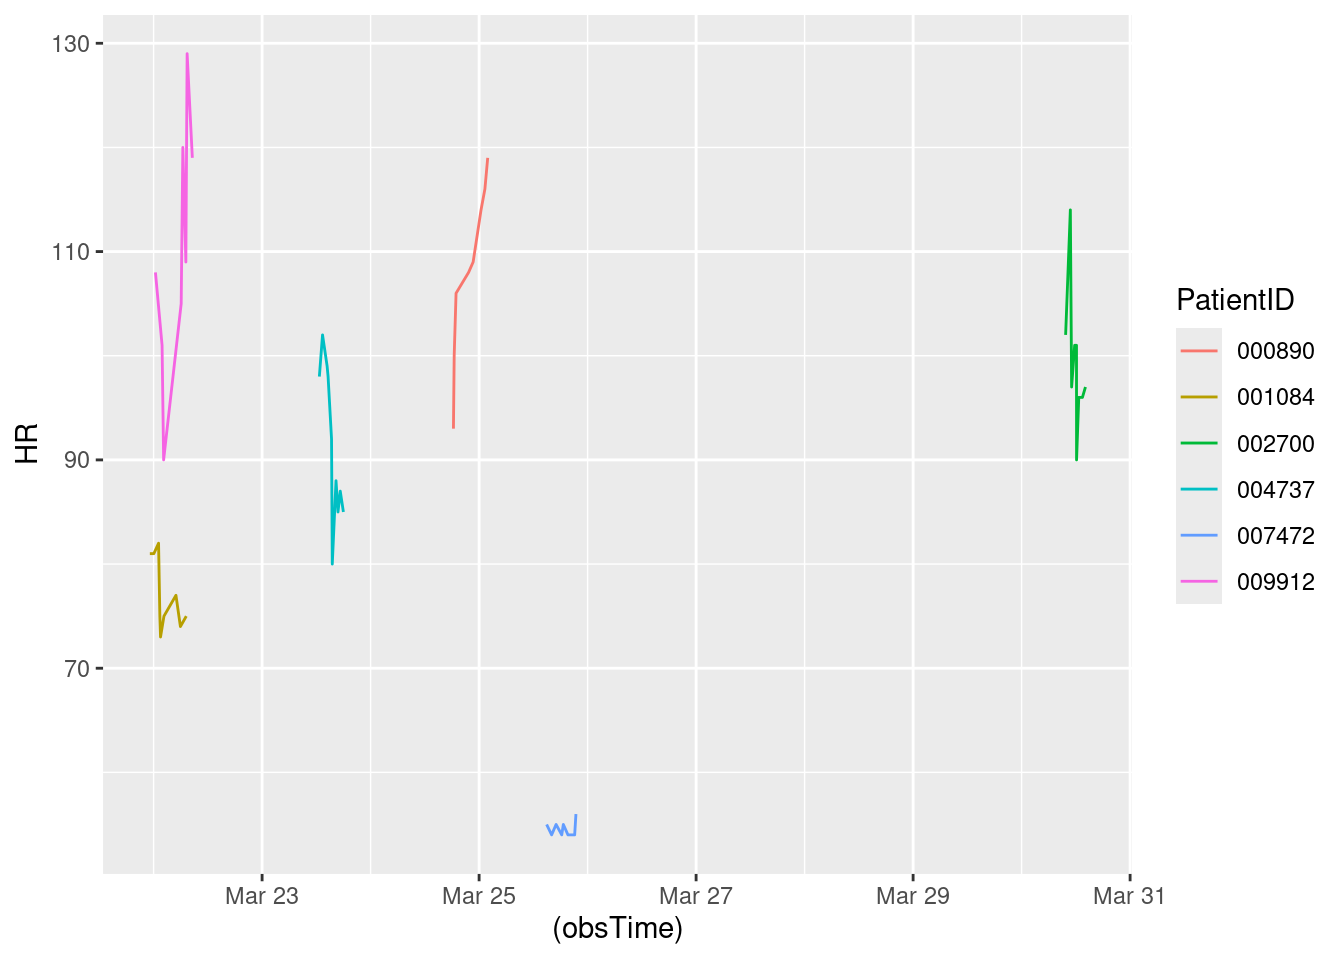 130
110
90
70
HR
Mar 23
Mar 25
Mar 27
Mar 29
Mar 31
(obsTime)
PatientID
000890
001084
002700
004737
007472
009912